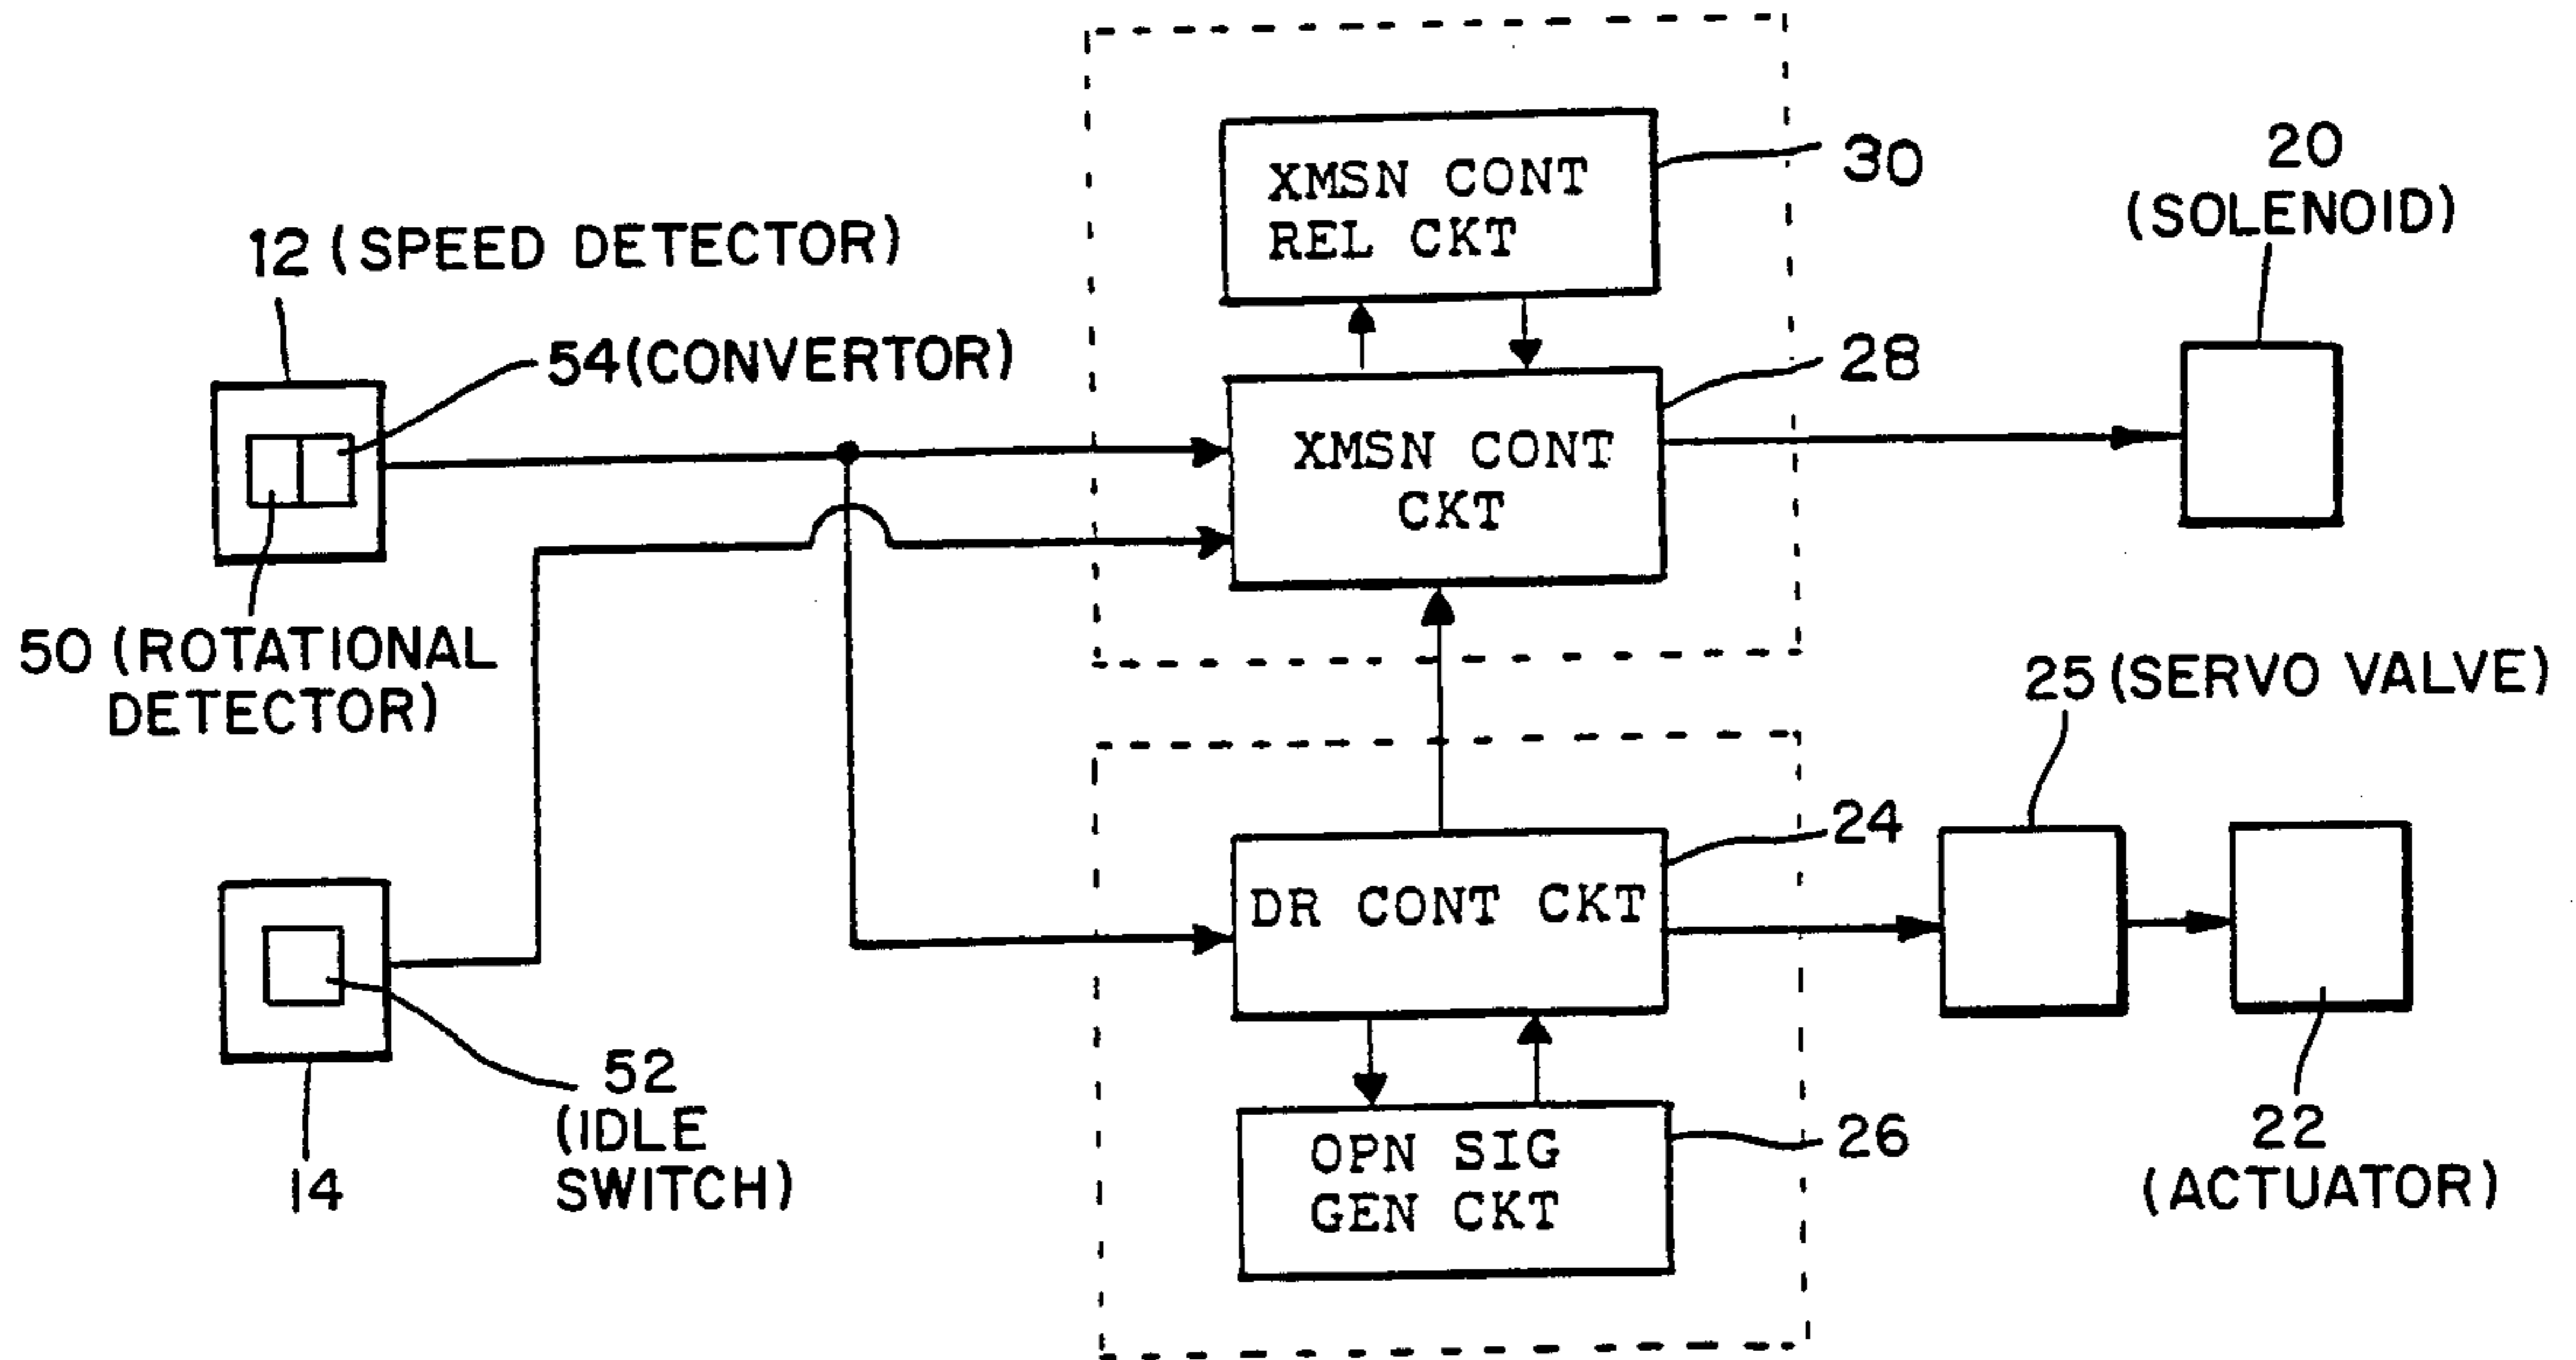 12 (SPEED DETECTOR)
54 (CONVERTOR)
50 (ROTATIONAL
DETECTOR)
52
(IDLE
SWITCH)
14
XMSN CONT
REL CKT
30
XMSN CONT
CKT
28
20
(SOLENOID)
DR CONT CKT
24
25 (SERVO VALVE)
OPN SIG
GEN CKT
26
22
(ACTUATOR)